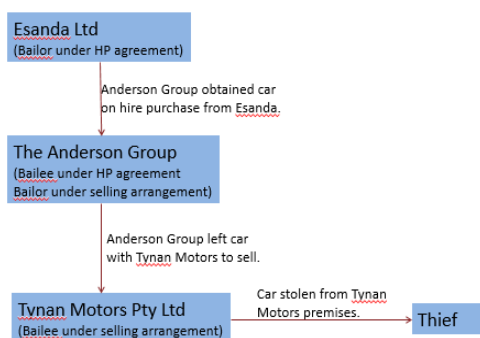 Esanda Ltd
(Bailor under HP agreement)
Anderson Group obtained car
on hire purchase from Esanda.
The Anderson Group
(Bailee under HP agreement
Bailor under selling arrangement)
Anderson Group left car
with Tynan Motors to sell.
Tynan Motors Pty Ltd
(Bailee under selling arrangement)
Car stolen from Tynan
Motors premises.
Thief